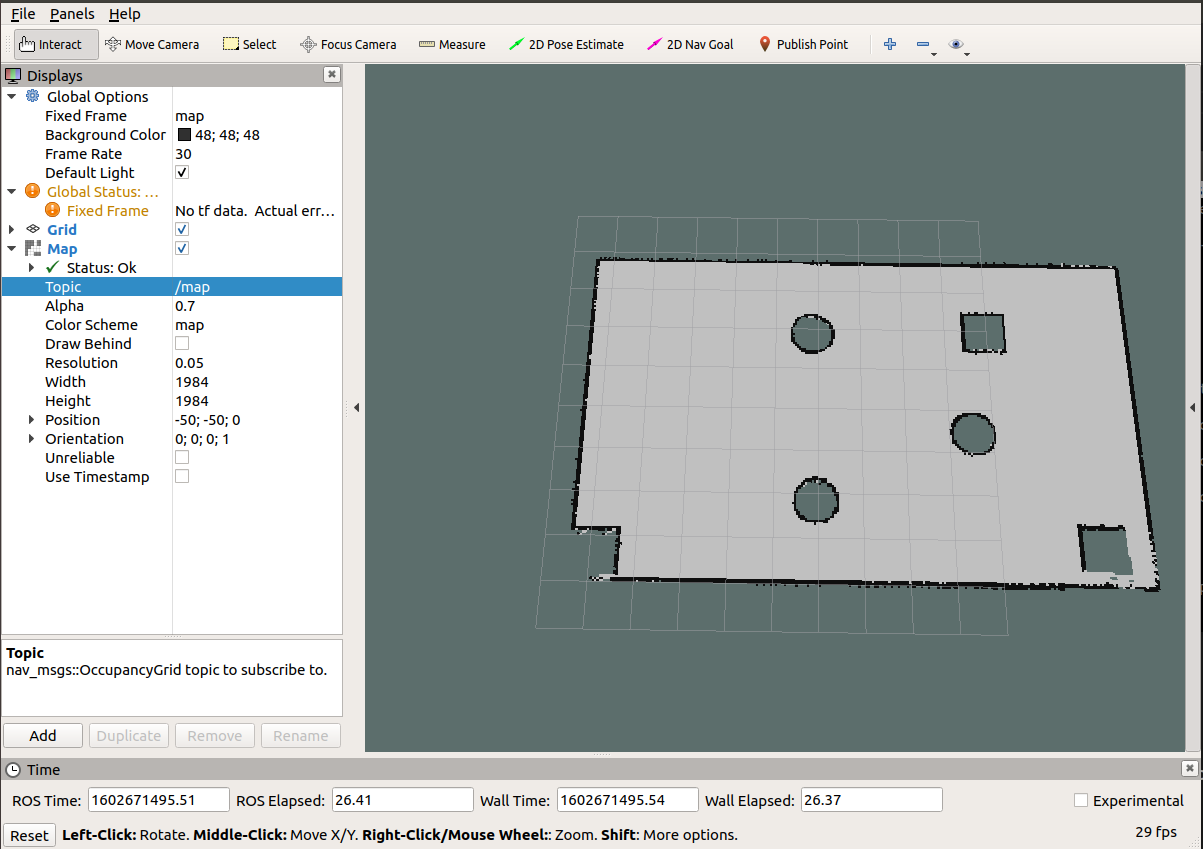 File Panels Help
Interact Move Camera Select Focus Camera Measure 2D Pose Estimate 2D Nav Goal Publish Point
Displays
Global Options
Fixed Frame map
Background Color 48; 48; 48
Frame Rate 30
Default Light
Global Status: ...
Fixed Frame No tf data.  Actual err...
Grid
Map
Status: Ok
Topic /map
Alpha 0.7
Color Scheme map
Draw Behind
Resolution 0.05
Width 1984
Height 1984
Position -50; -50; 0
Orientation 0; 0; 0; 1
Unreliable
Use Timestamp
Topic
nav_msgs::OccupancyGrid topic to subscribe to.
Add Duplicate Remove Rename
Time
ROS Time: 1602671495.51 ROS Elapsed: 26.41 Wall Time: 1602671495.54 Wall Elapsed: 26.37 Experimental
Reset Left-Click: Rotate. Middle-Click: Move X/Y. Right-Click/Mouse Wheel:: Zoom. Shift: More options. 29 fps